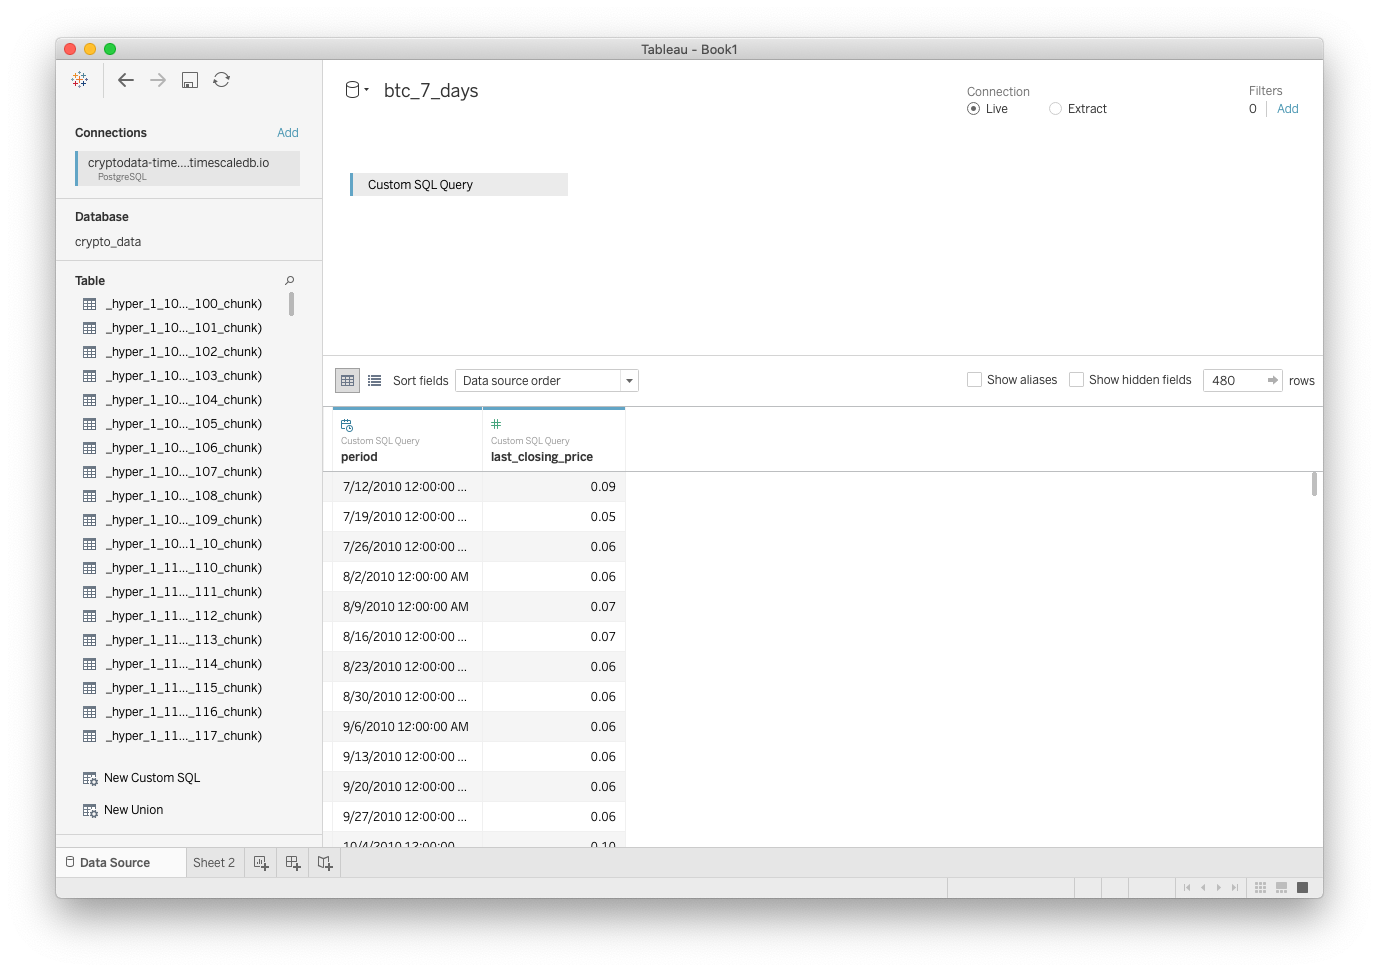 Tableau - Book1
btc_7_days
Connection
Live
Extract
Filters
0
Add
Connections
Add
cryptodata-time....timescaledb.io
PostgreSQL
Custom SQL Query
Database
crypto_data
Table
_hyper_1_10..._100_chunk)
_hyper_1_10..._101_chunk)
_hyper_1_10..._102_chunk)
_hyper_1_10..._103_chunk)
_hyper_1_10..._104_chunk)
_hyper_1_10..._105_chunk)
_hyper_1_10..._106_chunk)
_hyper_1_10..._107_chunk)
_hyper_1_10..._108_chunk)
_hyper_1_10..._109_chunk)
_hyper_1_10...1_10_chunk)
_hyper_1_11..._110_chunk)
_hyper_1_11..._111_chunk)
_hyper_1_11..._112_chunk)
_hyper_1_11..._113_chunk)
_hyper_1_11..._114_chunk)
_hyper_1_11..._115_chunk)
_hyper_1_11..._116_chunk)
_hyper_1_11..._117_chunk)
New Custom SQL
New Union
Sort fields
Data source order
Show aliases
Show hidden fields
480
rows
Custom SQL Query
period
Custom SQL Query
last_closing_price
7/12/2010 12:00:00 ... 0.09
7/19/2010 12:00:00 ... 0.05
7/26/2010 12:00:00 ... 0.06
8/2/2010 12:00:00 AM 0.06
8/9/2010 12:00:00 AM 0.07
8/16/2010 12:00:00 ... 0.07
8/23/2010 12:00:00 ... 0.06
8/30/2010 12:00:00 ... 0.06
9/6/2010 12:00:00 AM 0.06
9/13/2010 12:00:00 ... 0.06
9/20/2010 12:00:00 ... 0.06
9/27/2010 12:00:00 ... 0.06
10/4/2010 12:00:00 ... 0.10
Data Source
Sheet 2